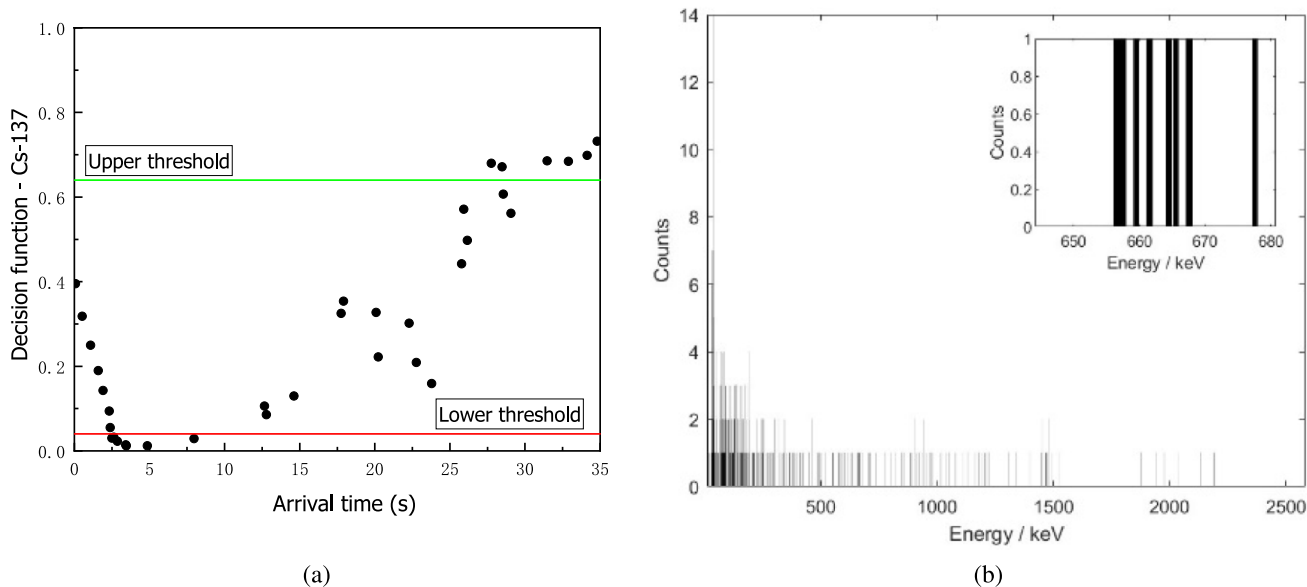 1.0
0.8
0.6
0.4
0.2
0.0
Decision function - Cs-137
Upper threshold
Lower threshold
0 5 10 15 20 25 30 35
Arrival time (s)
(a)
14
12
10
8
6
4
2
0
Counts
500 1000 1500 2000 2500
Energy / keV
1
0.8
0.6
0.4
0.2
0
Counts
650 660 670 680
Energy / keV
(b)